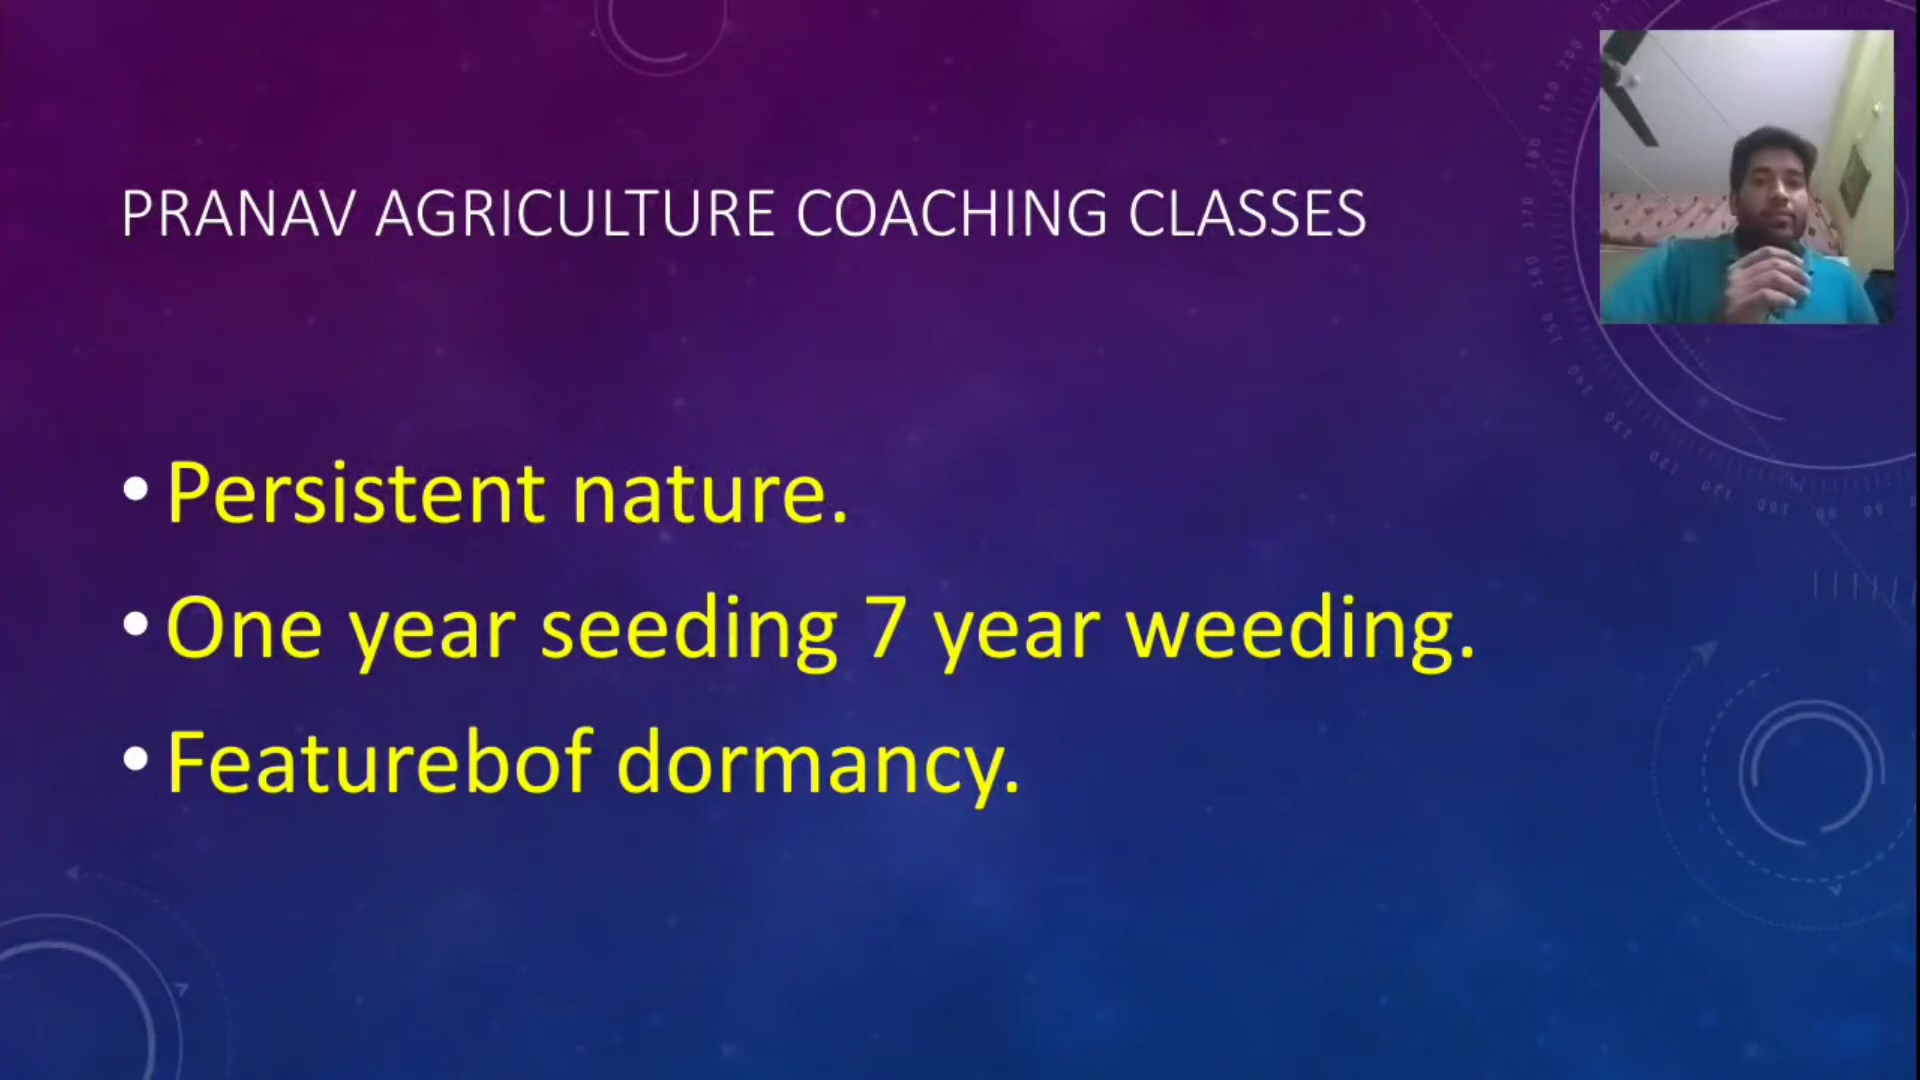 PRANAV AGRICULTURE COACHING CLASSES
• Persistent nature.
• One year seeding 7 year weeding.
• Featurebof dormancy.